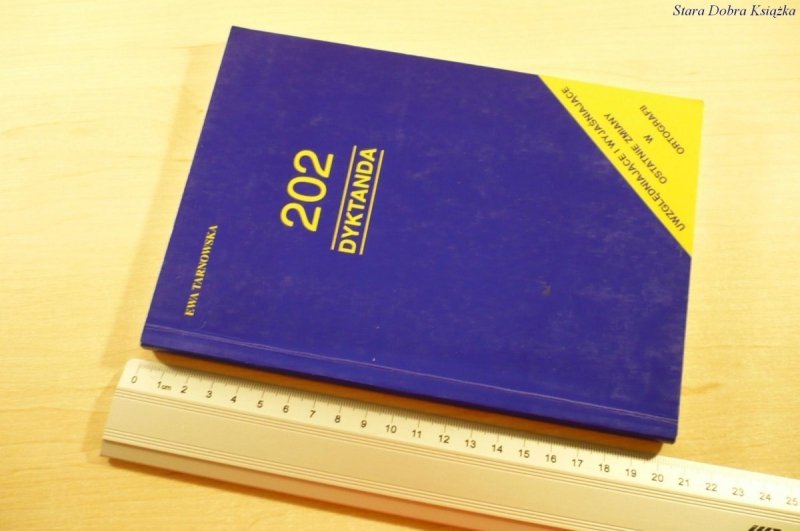 Stara Dobra Książka
EWA TARNOWSKA
202
DYKTANDA
UWZGLĘDNIAJĄCE I WYJAŚNIAJĄCE
OSTATNIE ZMIANY
W
ORTOGRAFII
0 1cm 2 3 4 5 6 7 8 9 10 11 12 13 14 15 16 17 18 19 20 21 22 23 24 25